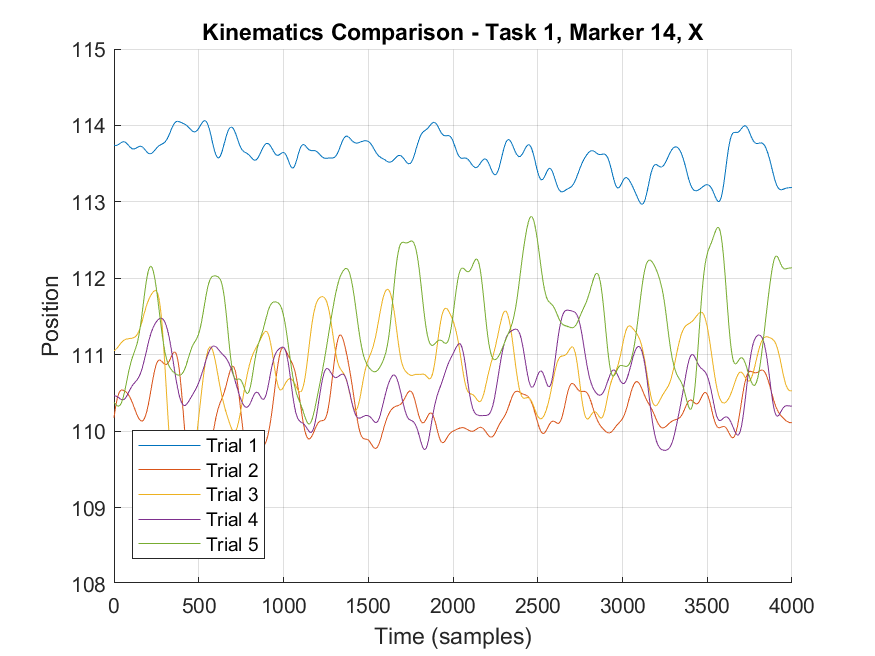 Kinematics Comparison - Task 1, Marker 14, X
115
114
113
112
111
110
109
108
Position
Trial 1
Trial 2
Trial 3
Trial 4
Trial 5
0 500 1000 1500 2000 2500 3000 3500 4000
Time (samples)